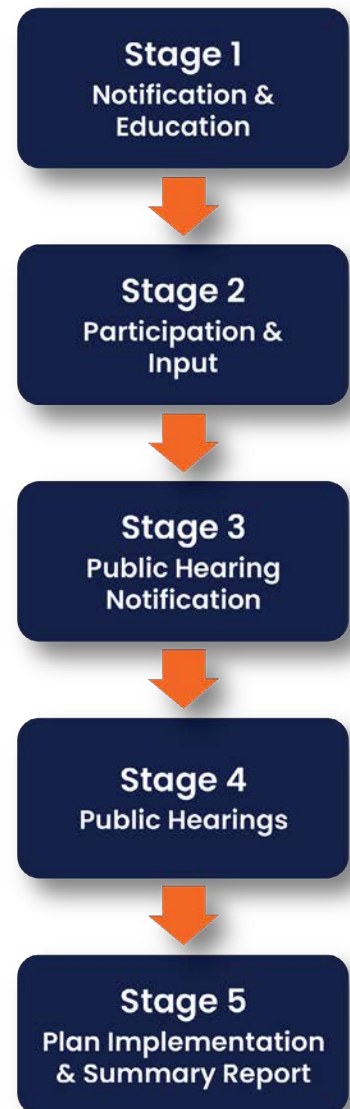 Stage 1
Notification &
Education
Stage 2
Participation &
Input
Stage 3
Public Hearing
Notification
Stage 4
Public Hearings
Stage 5
Plan Implementation
& Summary Report